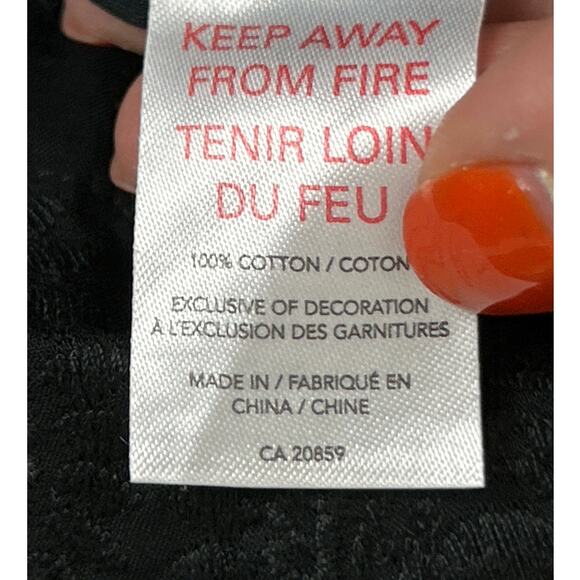 KEEP AWAY
FROM FIRE
TENIR LOIN
DU FEU
100% COTTON / COTON
EXCLUSIVE OF DECORATION
À L'EXCLUSION DES GARNITURES
MADE IN / FABRIQUÉ EN
CHINA / CHINE
CA 20859